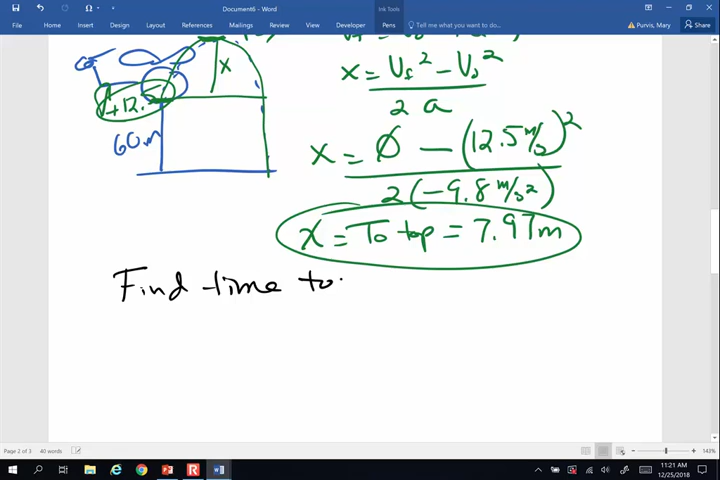 Document6 - Word
Ink Tools
Purvis, Mary
File Home Insert Design Layout References Mailings Review View Developer Pens Tell me what you want to do Share
x
+12.
60m
x = Vf² - V₀²
2a
x = 0 - (12.5 m/s)²
2(-9.8 m/s²)
x = To top = 7.97m
Find time to
Page 2 of 3 40 words 143%
11:21 AM
12/25/2018